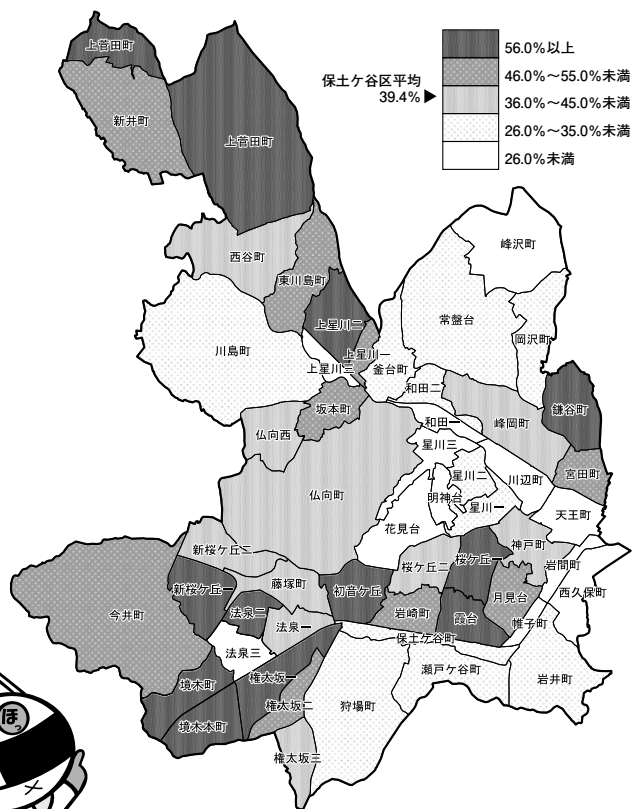 上菅田町
56.0%以上
46.0%〜55.0%未満
保土ケ谷区平均
39.4%▶
36.0%〜45.0%未満
26.0%〜35.0%未満
26.0%未満
新井町
上菅田町
峰沢町
西谷町
東川島町
常盤台
上星川二
岡沢町
川島町
上星川一
上星川三
釜台町
和田二
坂本町
鎌谷町
和田一
峰岡町
仏向西
星川三
宮田町
星川二
川辺町
仏向町
明神台
星川一
天王町
花見台
神戸町
新桜ケ丘二
桜ケ丘一
岩間町
桜ケ丘二
新桜ケ丘一
藤塚町
初音ケ丘
西久保町
今井町
月見台
法泉二
岩崎町
霞台
法泉一
帷子町
保土ケ谷町
法泉三
瀬戸ケ谷町
権太坂一
岩井町
境木町
権太坂二
狩場町
境木本町
権太坂三
ほっ